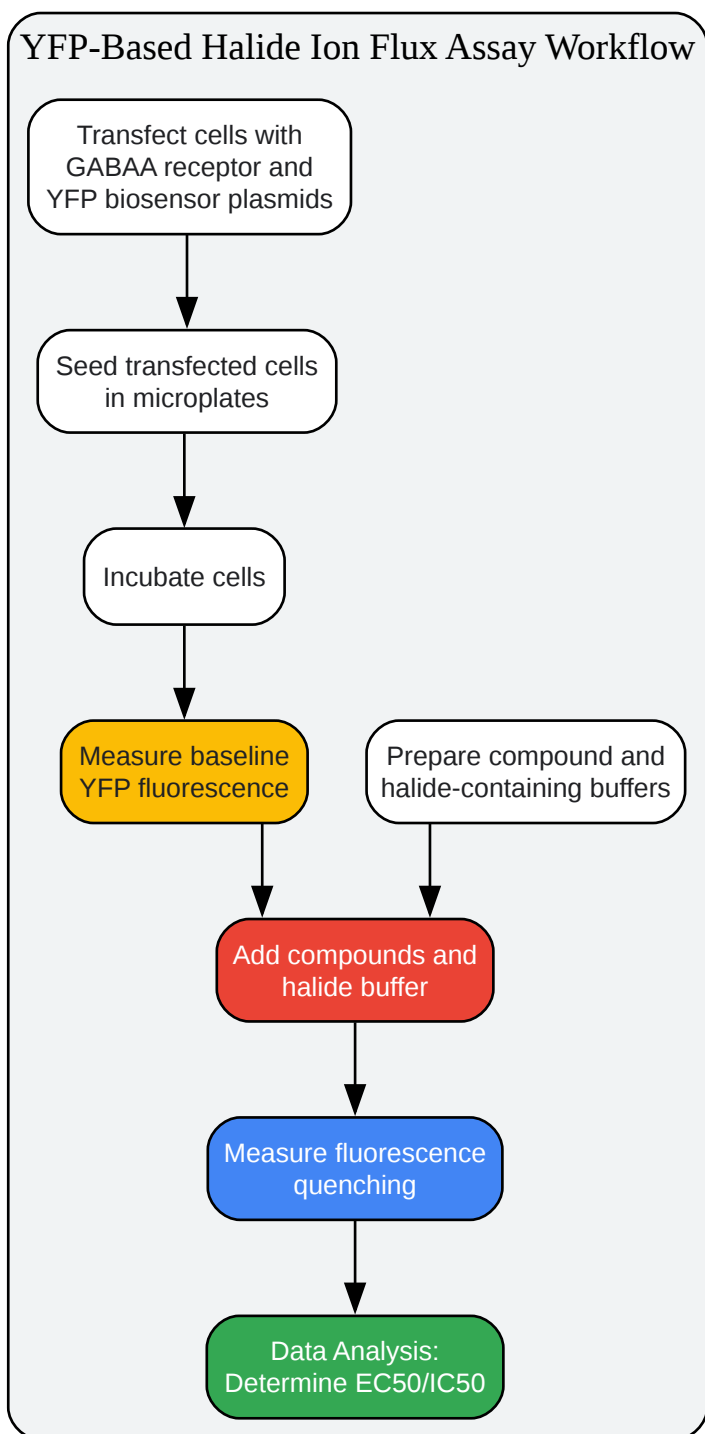 YFP-Based Halide Ion Flux Assay Workflow
Transfect cells with
GABAA receptor and
YFP biosensor plasmids
Seed transfected cells
in microplates
Incubate cells
Measure baseline
YFP fluorescence
Prepare compound and
halide-containing buffers
Add compounds and
halide buffer
Measure fluorescence
quenching
Data Analysis:
Determine EC50/IC50